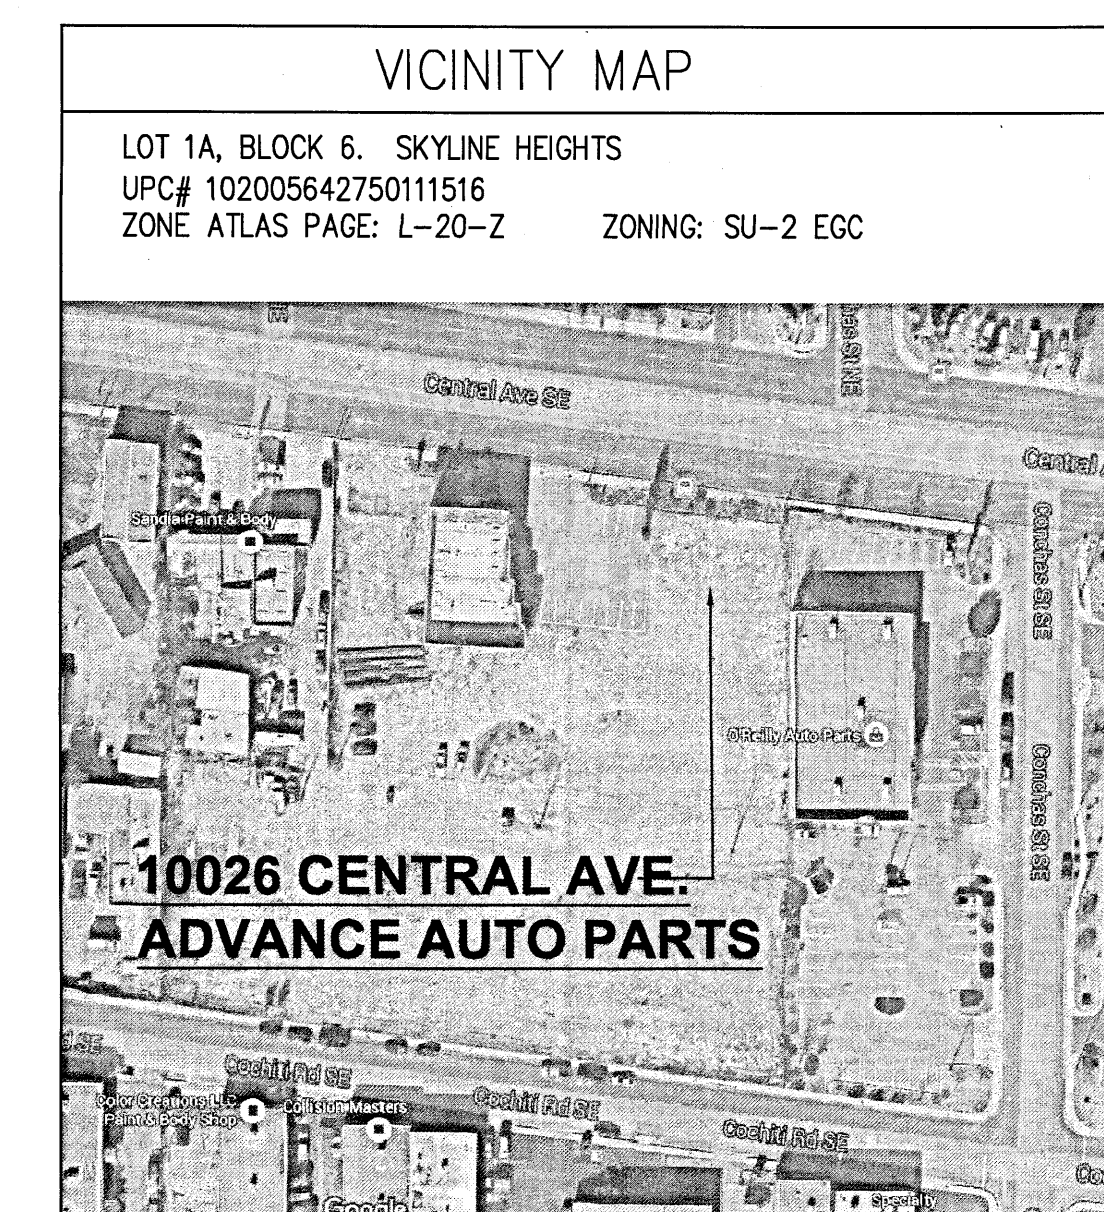 VICINITY MAP
LOT 1A, BLOCK 6. SKYLINE HEIGHTS
UPC# 102005642750111516
ZONE ATLAS PAGE: L-20-Z ZONING: SU-2 EGC
Central Ave SE
Central
Sandia Paint & Body
Conchas St SE
O'Reilly Auto Parts
Conchas St SE
10026 CENTRAL AVE.
ADVANCE AUTO PARTS
Cochiti Rd SE
Cochiti Rd SE
Cochiti Rd SE
Color Creations LLC
Paint & Body Shop
Collision Masters
Specialty
Google